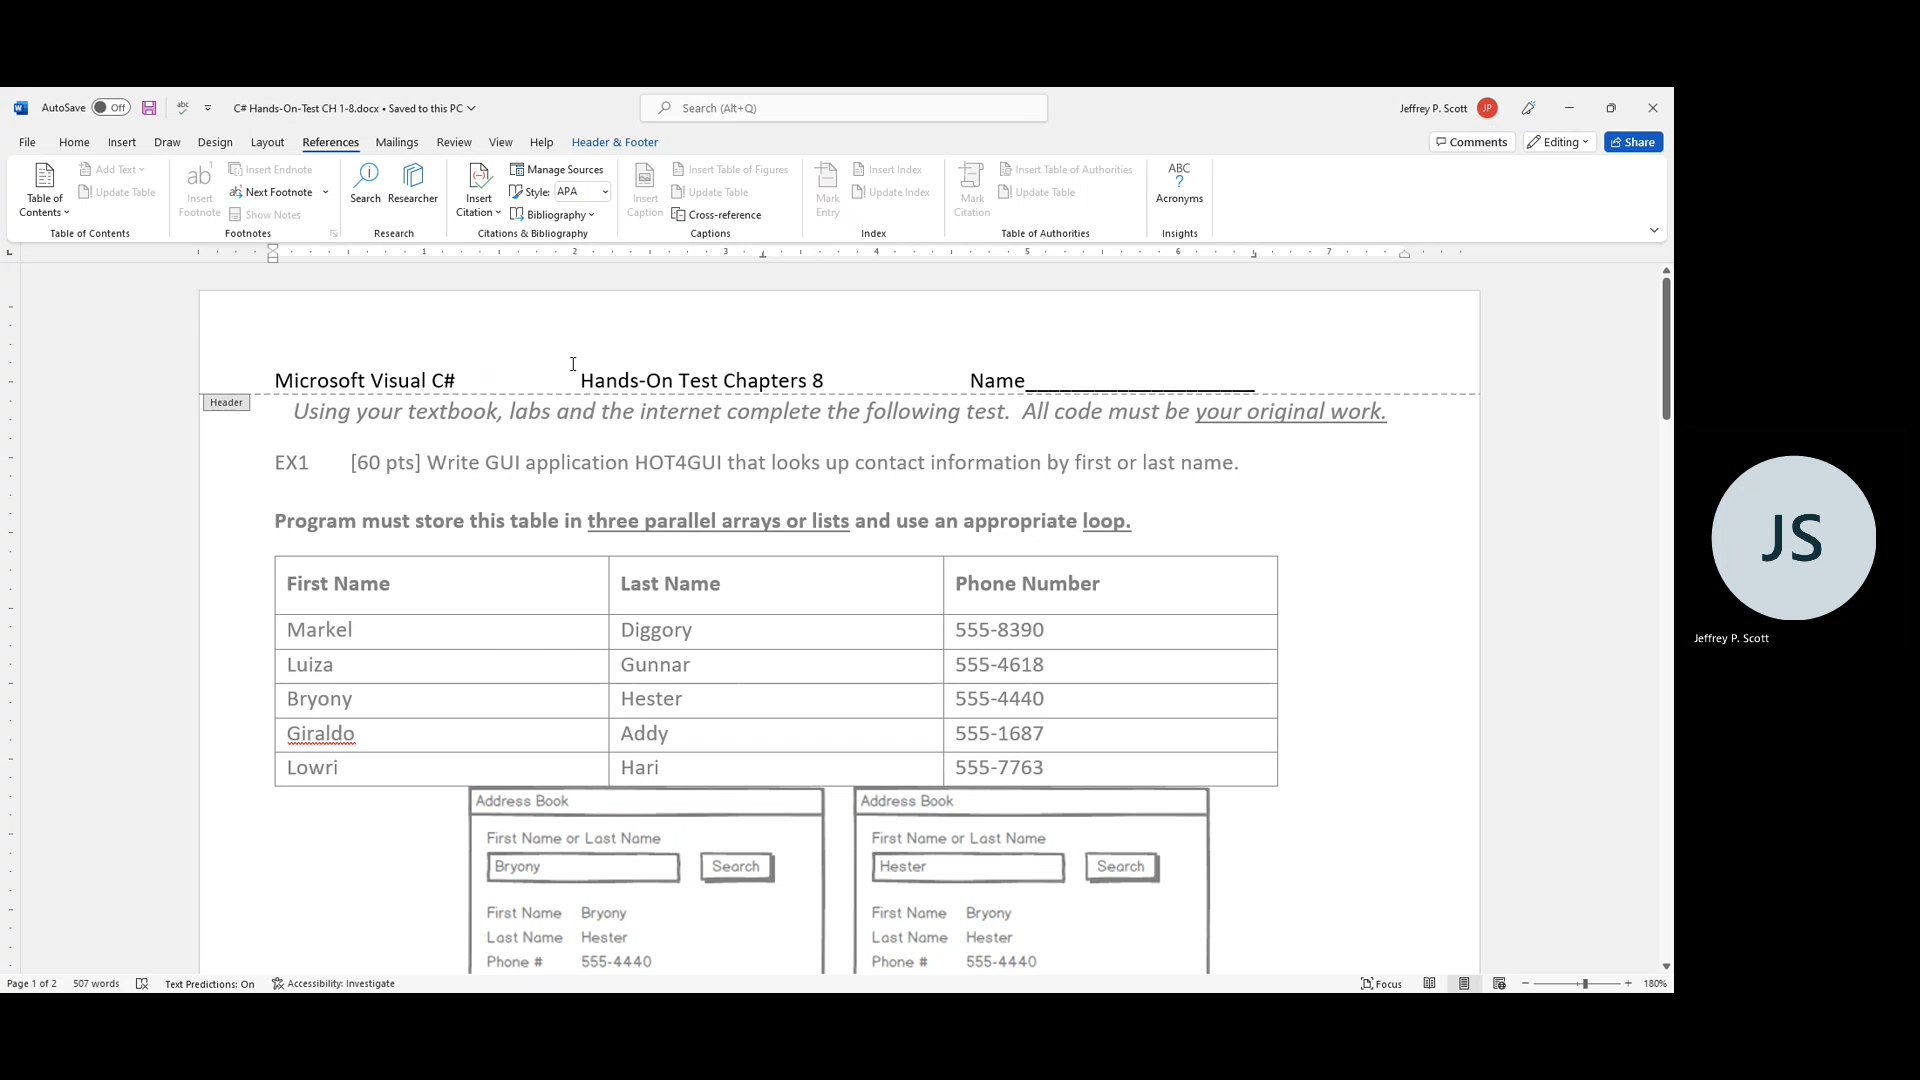 AutoSave Off
C# Hands-On-Test CH 1-8.docx • Saved to this PC
Search (Alt+Q)
Jeffrey P. Scott JP
File Home Insert Draw Design Layout References Mailings Review View Help Header & Footer
Comments Editing Share
Table of Contents
Add Text
Update Table
Table of Contents
ab1
Insert Footnote
Insert Endnote
Next Footnote
Show Notes
Footnotes
Search Researcher
Research
Insert Citation
Manage Sources
Style: APA
Bibliography
Citations & Bibliography
Insert Caption
Insert Table of Figures
Update Table
Cross-reference
Captions
Mark Entry
Insert Index
Update Index
Index
Mark Citation
Insert Table of Authorities
Update Table
Table of Authorities
ABC
?
Acronyms
Insights
1 2 3 4 5 6 7
Microsoft Visual C# Hands-On Test Chapters 8 Name____________________
Header
Using your textbook, labs and the internet complete the following test. All code must be your original work.
EX1 [60 pts] Write GUI application HOT4GUI that looks up contact information by first or last name.
Program must store this table in three parallel arrays or lists and use an appropriate loop.
First Name Last Name Phone Number
Markel Diggory 555-8390
Luiza Gunnar 555-4618
Bryony Hester 555-4440
Giraldo Addy 555-1687
Lowri Hari 555-7763
Address Book
First Name or Last Name
Bryony Search
First Name Bryony
Last Name Hester
Phone # 555-4440
Address Book
First Name or Last Name
Hester Search
First Name Bryony
Last Name Hester
Phone # 555-4440
Page 1 of 2 507 words Text Predictions: On Accessibility: Investigate
Focus 180%
JS
Jeffrey P. Scott